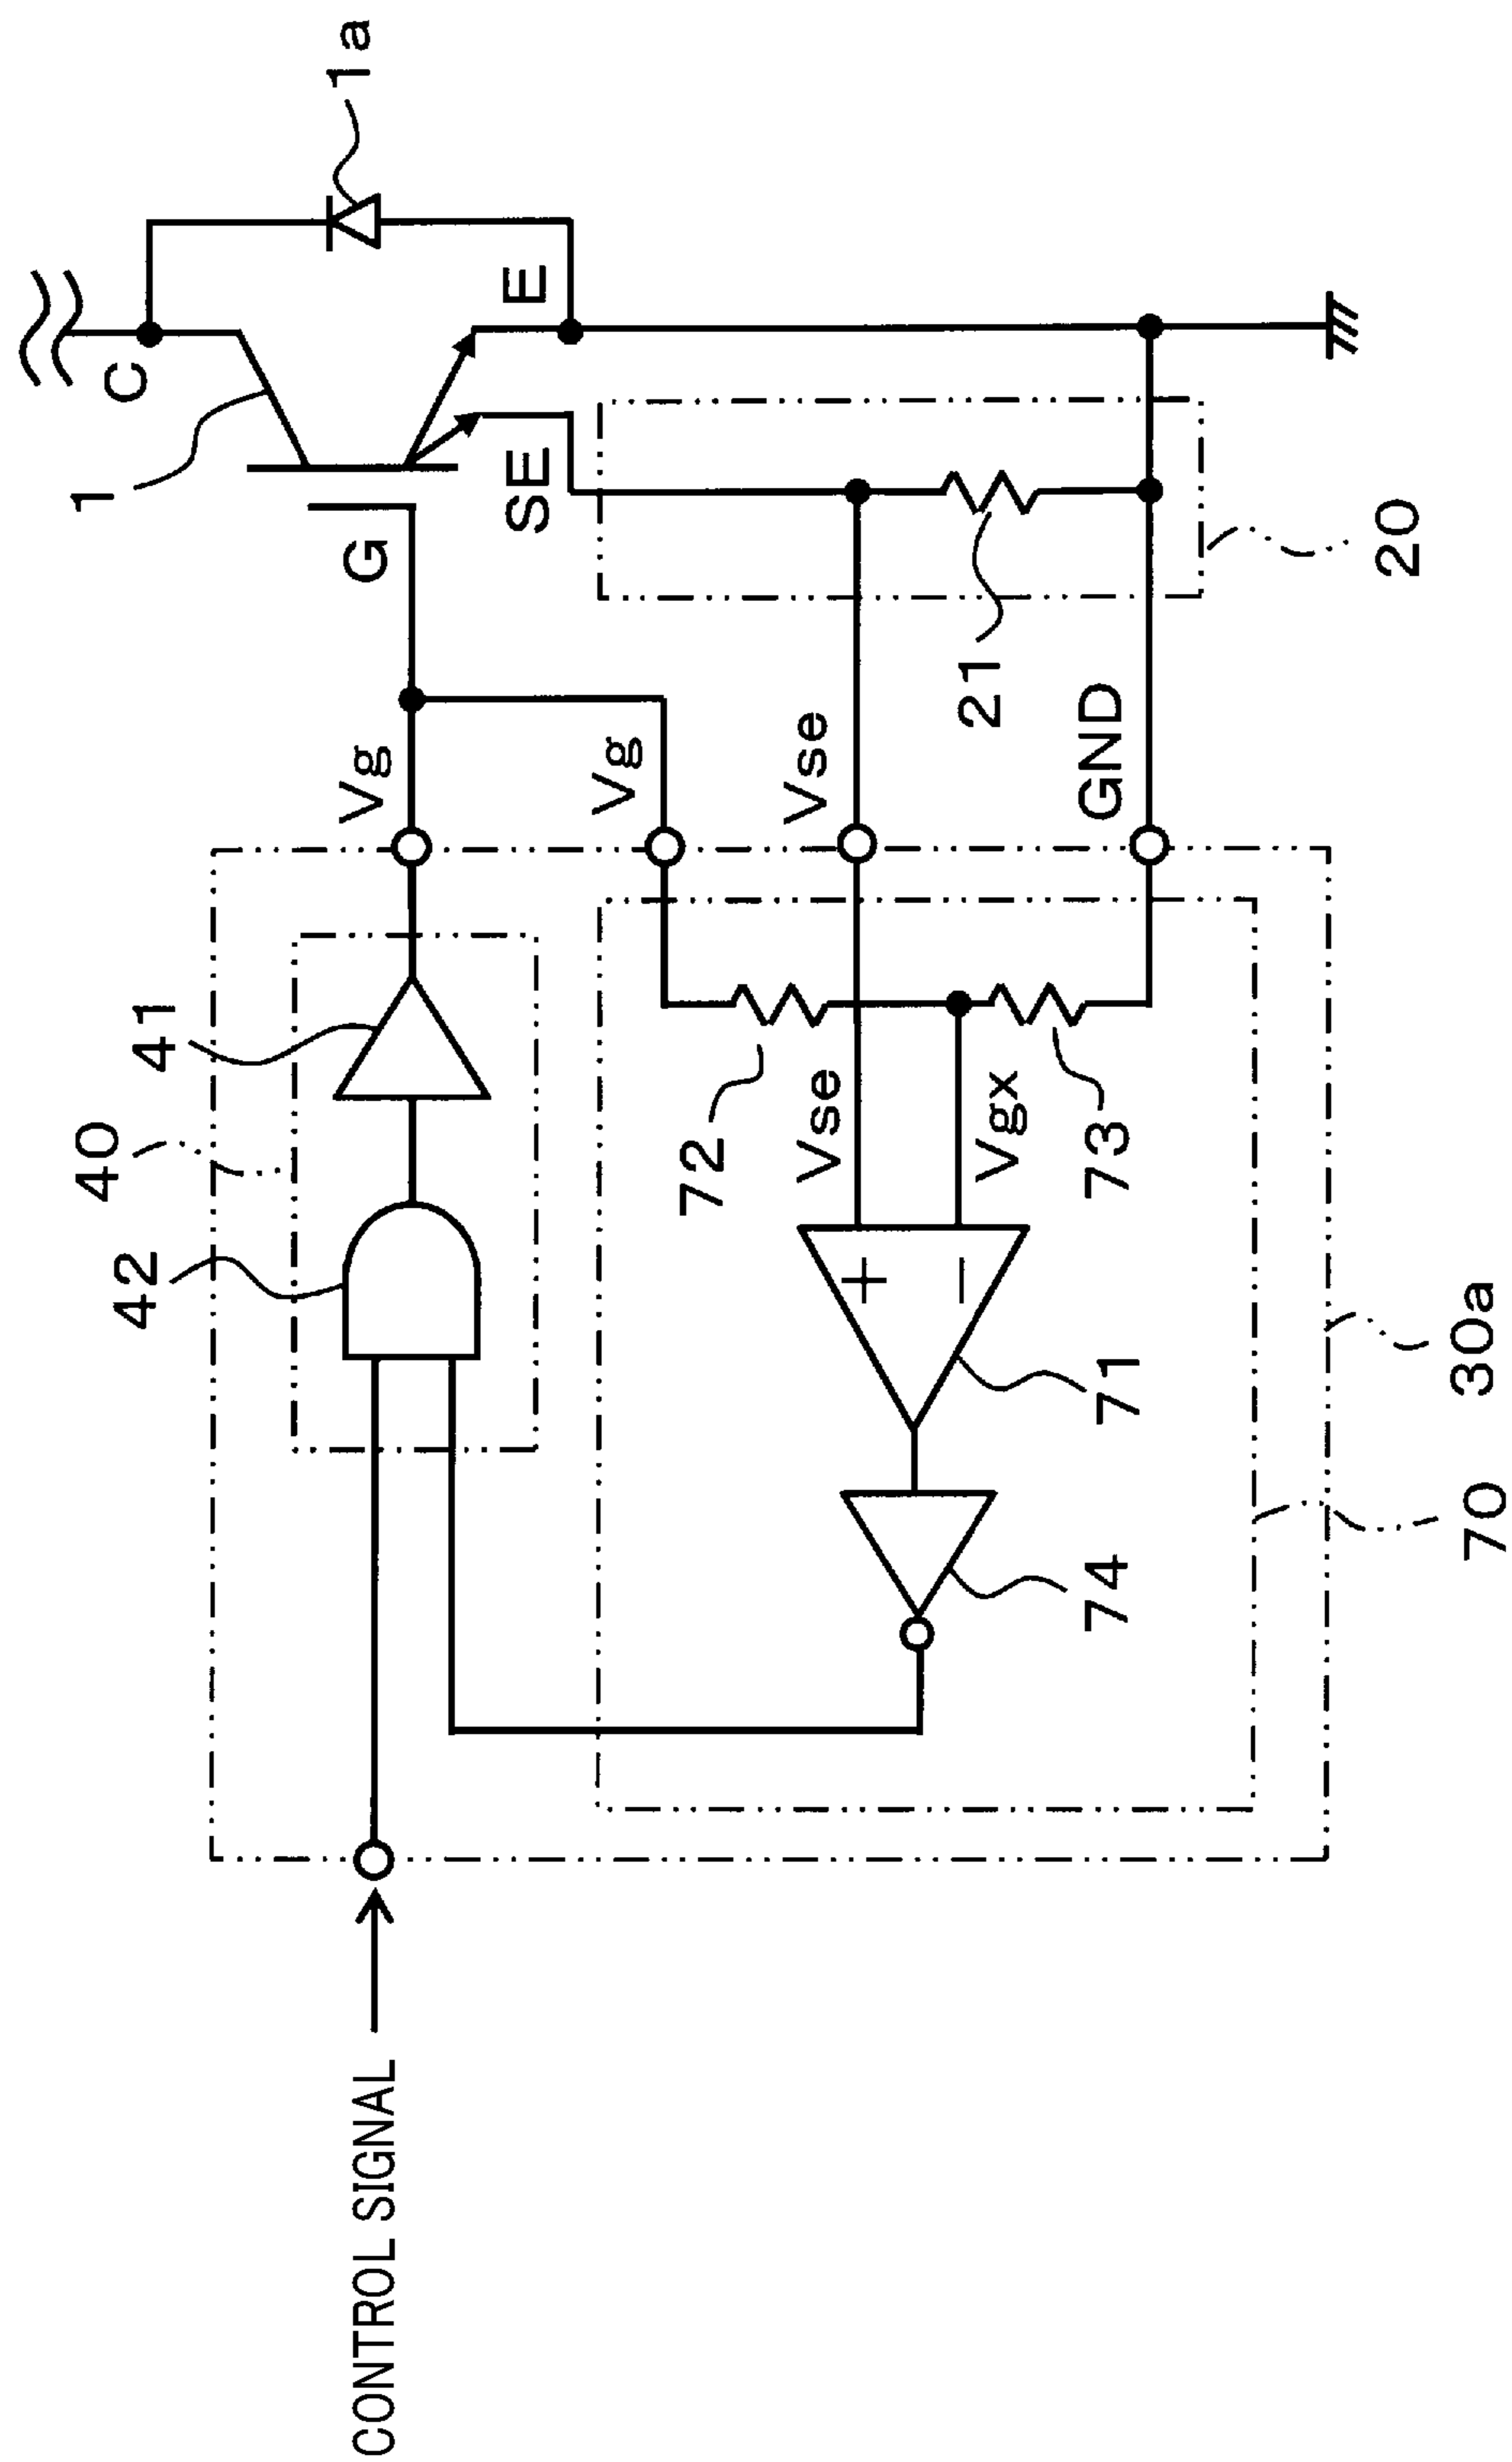 1a
C
1
E
G
SE
Vg
Vg
Vse
21
20
GND
41
40
42
72
Vse
Vgx
73
71
74
30a
70
CONTROL SIGNAL
+
−